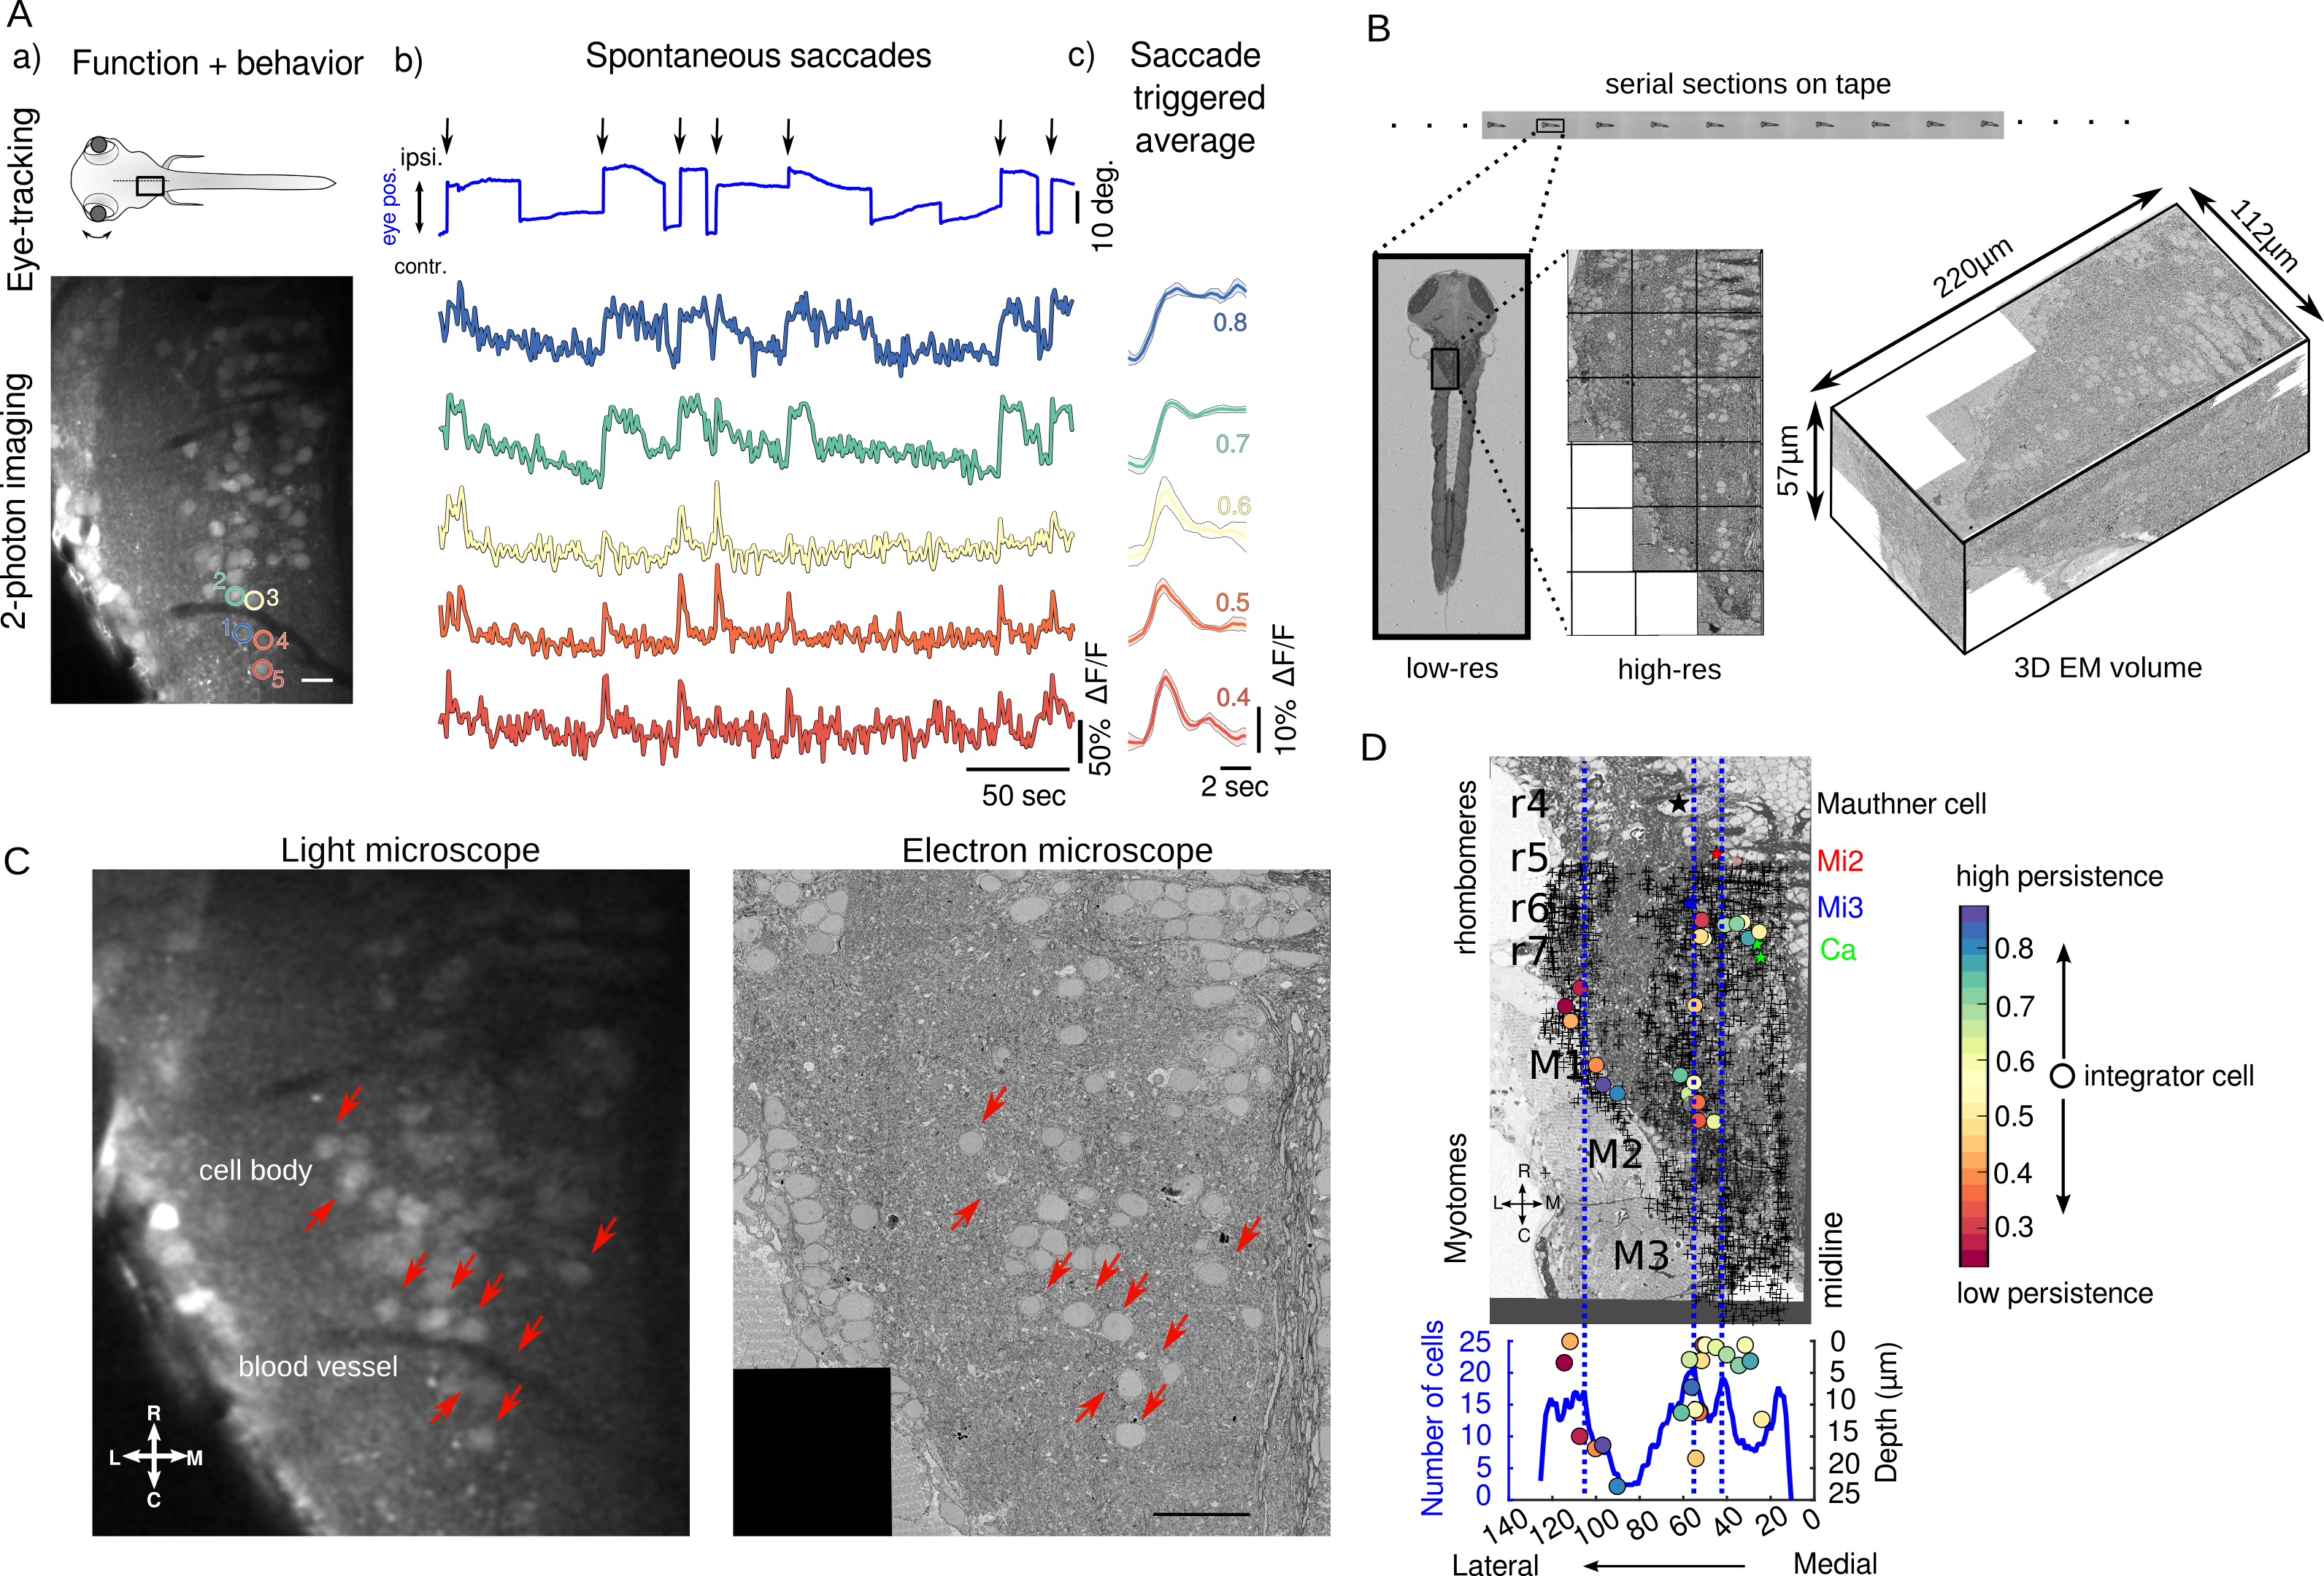 A
a)
Function + behavior
Eye-tracking
2-photon imaging
2
3
1
4
5
b)
Spontaneous saccades
ipsi.
eye pos.
contr.
10 deg.
50% ΔF/F
50 sec
c)
Saccade
triggered
average
0.8
0.7
0.6
0.5
0.4
10% ΔF/F
2 sec
B
serial sections on tape
low-res
high-res
220μm
112μm
57μm
3D EM volume
C
Light microscope
cell body
blood vessel
R
L M
C
Electron microscope
D
rhombomeres
Myotomes
r4
r5
r6
r7
M1
M2
M3
R
L M
C
Mauthner cell
Mi2
Mi3
Ca
midline
high persistence
0.8
0.7
0.6
0.5
0.4
0.3
low persistence
integrator cell
Number of cells
25
20
15
10
5
0
Depth (μm)
0
5
10
15
20
25
140 120 100 80 60 40 20 0
Lateral
Medial